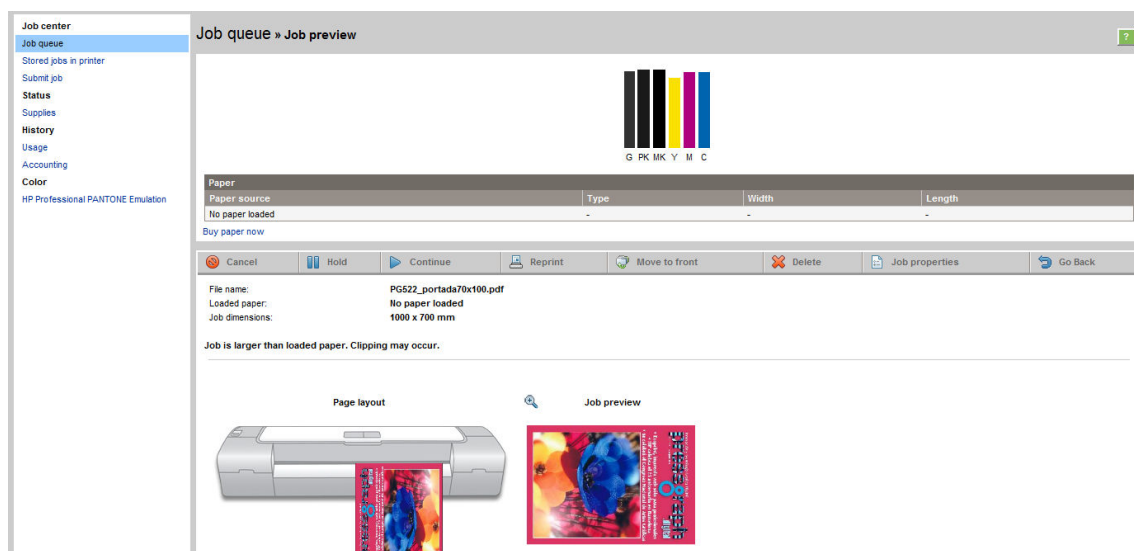 Job center
Job queue
Stored jobs in printer
Submit job
Status
Supplies
History
Usage
Accounting
Color
HP Professional PANTONE Emulation
Job queue » Job preview
?
G PK MK Y M C
Paper
Paper source Type Width Length
No paper loaded - - -
Buy paper now
Cancel Hold Continue Reprint Move to front Delete Job properties Go Back
File name: PG522_portada70x100.pdf
Loaded paper: No paper loaded
Job dimensions: 1000 x 700 mm
Job is larger than loaded paper. Clipping may occur.
Page layout Job preview